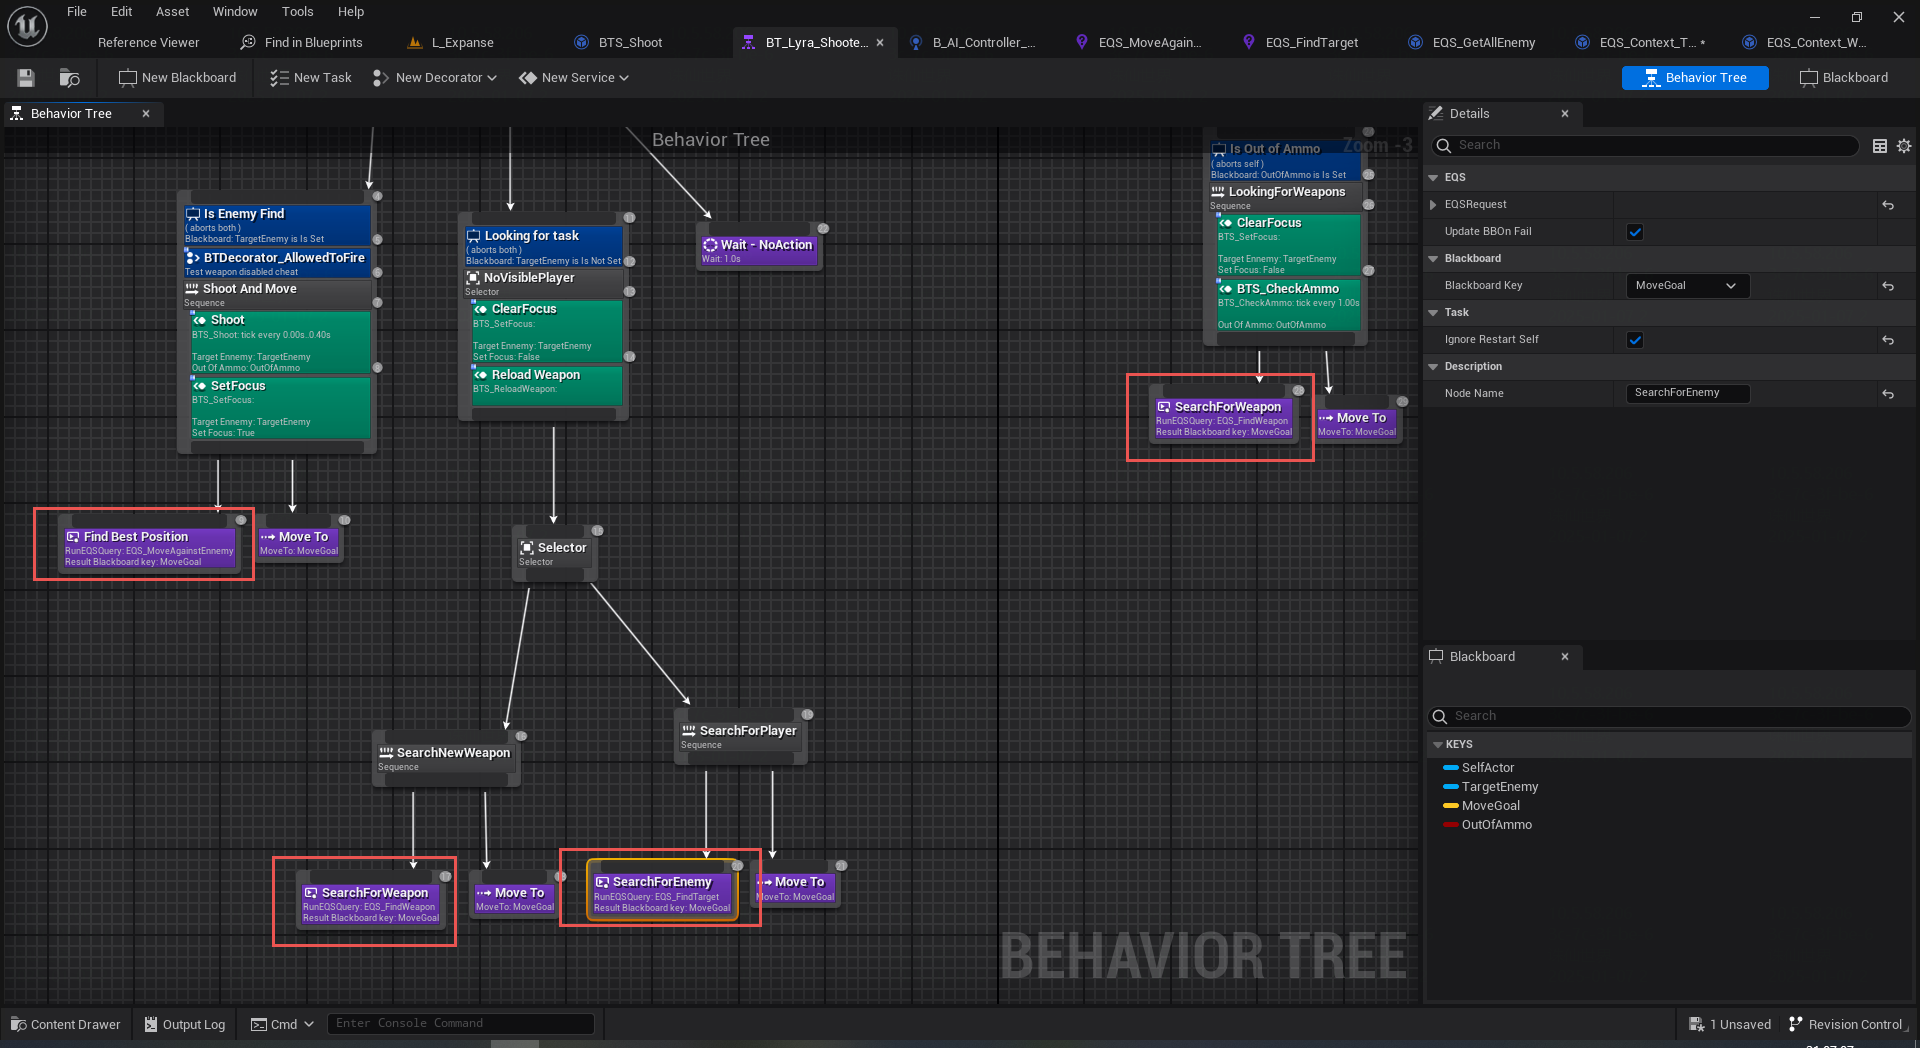 File Edit Asset Window Tools Help
Reference Viewer
Find in Blueprints
L_Expanse
BTS_Shoot
BT_Lyra_Shoote...
B_AI_Controller_...
EQS_MoveAgain...
EQS_FindTarget
EQS_GetAllEnemy
EQS_Context_T... *
EQS_Context_W...
New Blackboard
New Task
New Decorator
New Service
Behavior Tree
Blackboard
Behavior Tree
Behavior Tree
Zoom -3
Is Enemy Find
( aborts both )
Blackboard: TargetEnemy is Is Set
BTDecorator_AllowedToFire
Test weapon disabled cheat
Shoot And Move
Sequence
Shoot
BTS_Shoot: tick every 0.00s..0.40s
Target Ennemy: TargetEnemy
Out Of Ammo: OutOfAmmo
SetFocus
BTS_SetFocus:
Target Ennemy: TargetEnemy
Set Focus: True
Find Best Position
RunEQSQuery: EQS_MoveAgainstEnnemy
Result Blackboard key: MoveGoal
Move To
MoveTo: MoveGoal
Looking for task
( aborts both )
Blackboard: TargetEnemy is Is Not Set
NoVisiblePlayer
Selector
ClearFocus
BTS_SetFocus:
Target Ennemy: TargetEnemy
Set Focus: False
Reload Weapon
BTS_ReloadWeapon:
Wait - NoAction
Wait: 1.0s
Selector
Selector
SearchNewWeapon
Sequence
SearchForPlayer
Sequence
SearchForWeapon
RunEQSQuery: EQS_FindWeapon
Result Blackboard key: MoveGoal
Move To
MoveTo: MoveGoal
SearchForEnemy
RunEQSQuery: EQS_FindTarget
Result Blackboard key: MoveGoal
Move To
MoveTo: MoveGoal
Is Out of Ammo
( aborts self )
Blackboard: OutOfAmmo is Is Set
LookingForWeapons
Sequence
ClearFocus
BTS_SetFocus:
Target Ennemy: TargetEnemy
Set Focus: False
BTS_CheckAmmo
BTS_CheckAmmo: tick every 1.00s
Out Of Ammo: OutOfAmmo
SearchForWeapon
RunEQSQuery: EQS_FindWeapon
Result Blackboard key: MoveGoal
Move To
MoveTo: MoveGoal
BEHAVIOR TREE
Details
Search
EQS
EQSRequest
Update BBOn Fail
Blackboard
Blackboard Key MoveGoal
Task
Ignore Restart Self
Description
Node Name SearchForEnemy
Blackboard
Search
KEYS
SelfActor
TargetEnemy
MoveGoal
OutOfAmmo
Content Drawer
Output Log
Cmd
Enter Console Command
1 Unsaved
Revision Control